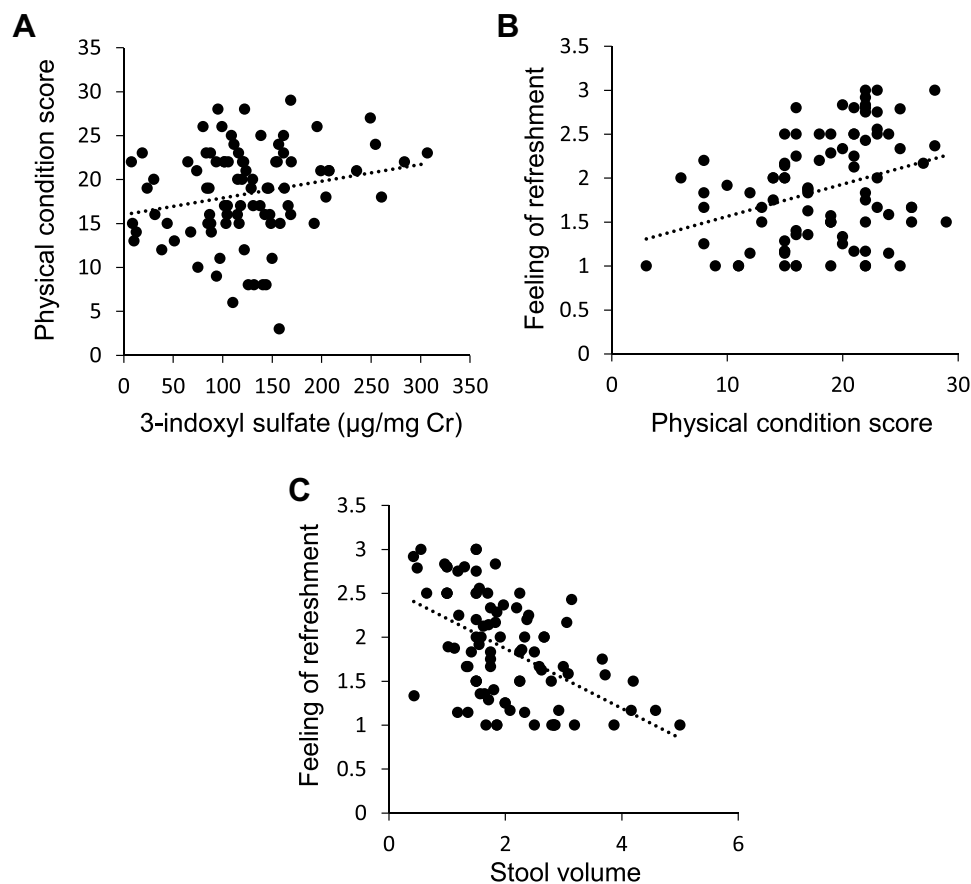 A
Physical condition score
35
30
25
20
15
10
5
0
0 50 100 150 200 250 300 350
3-indoxyl sulfate (µg/mg Cr)
B
Feeling of refreshment
3.5
3
2.5
2
1.5
1
0.5
0
0 10 20 30
Physical condition score
C
Feeling of refreshment
3.5
3
2.5
2
1.5
1
0.5
0
0 2 4 6
Stool volume